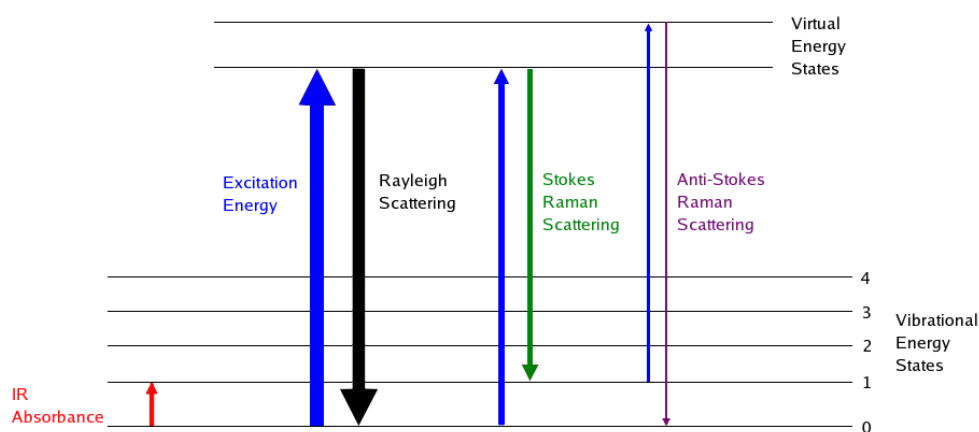 Virtual
Energy
States
Excitation
Energy
Rayleigh
Scattering
Stokes
Raman
Scattering
Anti-Stokes
Raman
Scattering
4
3
2
1
0
Vibrational
Energy
States
IR
Absorbance